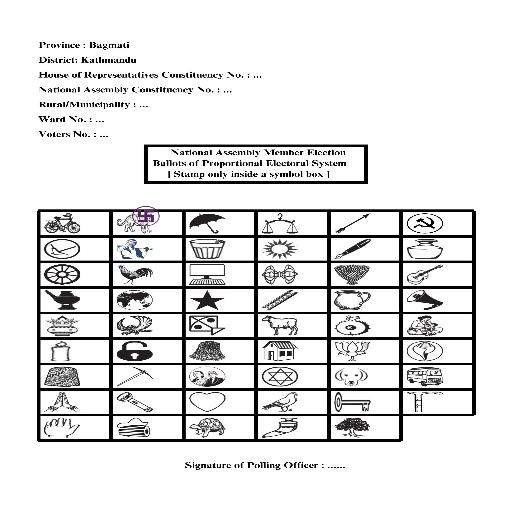 Province : Bagmati
District: Kathmandu
House of Representatives Constituency No. : ...
National Assembly Constituency No. : ...
Rural/Municipality : ...
Ward No. : ...
Voters No. : ...
National Assembly Member Election
Ballots of Proportional Electoral System
[ Stamp only inside a symbol box ]
Signature of Polling Officer : ......